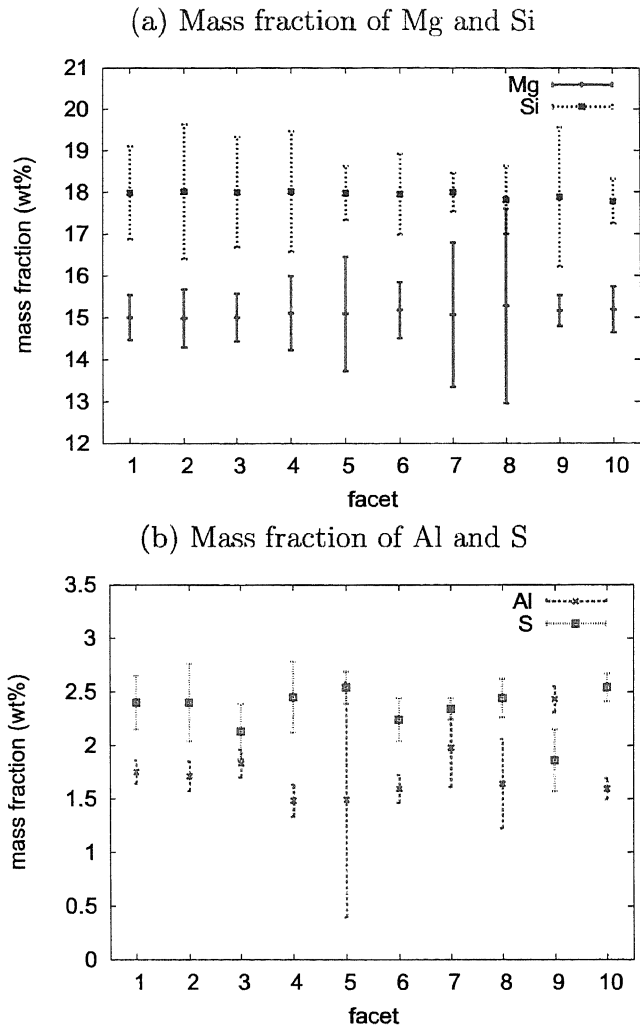 (a) Mass fraction of Mg and Si
21
20
19
18
17
16
15
14
13
12
mass fraction (wt%)
Mg
Si
1 2 3 4 5 6 7 8 9 10
facet
(b) Mass fraction of Al and S
3.5
3
2.5
2
1.5
1
0.5
0
mass fraction (wt%)
Al
S
1 2 3 4 5 6 7 8 9 10
facet